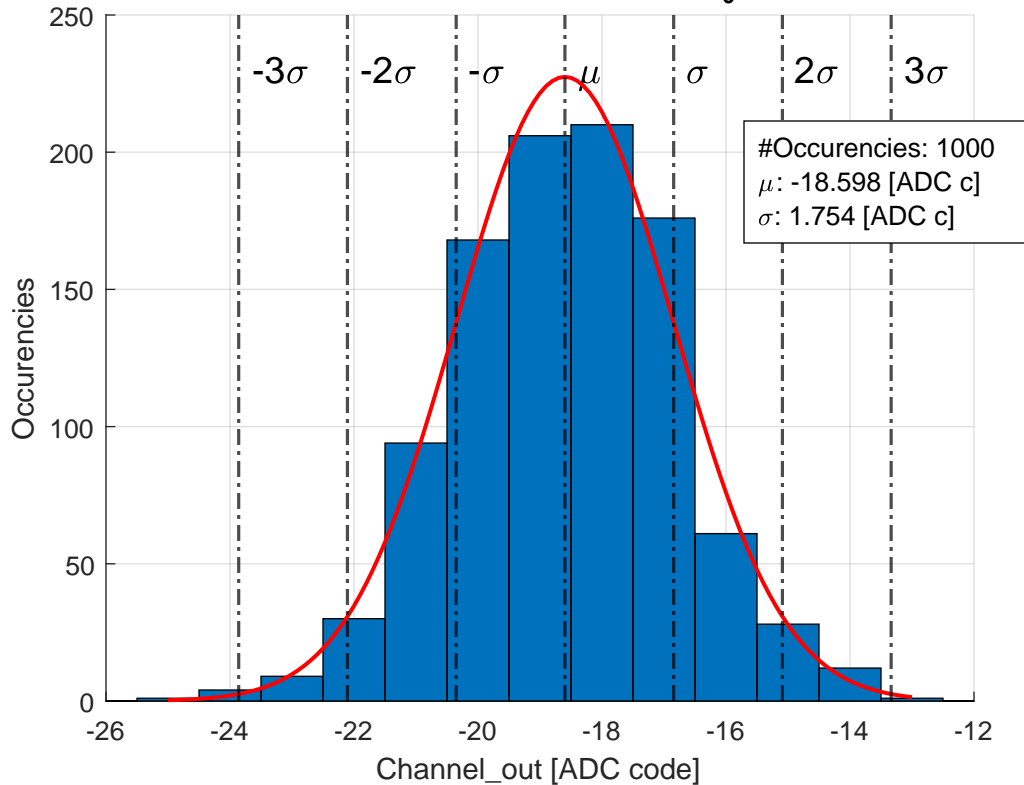 250
200
150
100
50
0
-3σ -2σ -σ μ σ 2σ 3σ
#Occurencies: 1000
μ: -18.598 [ADC c]
σ: 1.754 [ADC c]
Occurencies
-26 -24 -22 -20 -18 -16 -14 -12
Channel_out [ADC code]